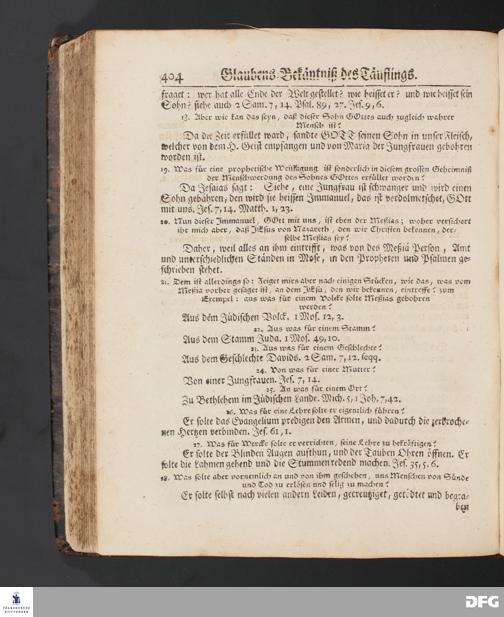 404 Glaubens-Bekäntniß des Täuflings.
fraget: wer hat alle Ende der Welt gestellet? wie heisset er? und wie heisset sein
Sohn? siehe auch 2 Sam. 7, 14. Psal. 89, 27. Jes. 9, 6.
Aber wie kan das seyn, daß dieser Sohn GOttes auch zugleich wahrer
Mensch ist?
Da die Zeit erfüllet ward, sandte GOTT seinen Sohn in unser Fleisch,
welcher von dem H. Geist empfangen und von Maria der Jungfrauen gebohren
worden ist.
19. Was für eine prophetische Weissagung ist sonderlich in diesem grossen Geheimniß
der Menschwerdung des Sohnes GOttes erfüllet worden?
Da Jesaias sagt: Siehe, eine Jungfrau ist schwanger und wird einen
Sohn gebähren, den wird sie heissen Immanuel, das ist verdolmetschet, GOtt
mit uns. Jes. 7, 14. Matth. 1, 23.
20. Nun dieser Immanuel, GOtt mit uns, ist eben der Meßias; woher versichert
ihr mich aber, daß JEsus von Nazareth, den wir Christen bekennen, der-
selbe Meßias sey?
Daher, weil alles an ihm eintrifft, was von des Meßiä Person, Amt
und unterschiedlichen Ständen in Mose, in den Propheten und Psalmen ge-
schrieben stehet.
21. Dem ist allerdings so: Zeiget mirs aber nach einigen Stücken, wie das, was vom
Meßia vorher gesaget ist, an dem JEsu, den wir bekennen, eintreffe? zum
Exempel: aus was für einem Volcke solte Meßias gebohren
werden?
Aus dem Jüdischen Volck. 1 Mos. 12, 3.
22. Aus was für einem Stamm?
Aus dem Stamm Juda. 1 Mos. 49, 10.
23. Aus was für einem Geschlechte?
Aus dem Geschlechte Davids. 2 Sam. 7, 12. seqq.
24. Von was für einer Mutter?
Von einer Jungfrauen. Jes. 7, 14.
25. An was für einem Ort?
Zu Bethlehem im Jüdischen Lande. Mich. 5, 1 Joh. 7, 42.
26. Was für eine Lehre solte er eigentlich führen?
Er solte das Evangelium predigen den Armen, und dadurch die zerbroche-
nen Hertzen verbinden. Jes. 61, 1.
27. Was für Wercke solte er verrichten, seine Lehre zu bekräftigen?
Er solte der Blinden Augen aufthun, und der Tauben Ohren öffnen. Er
solte die Lahmen gehend und die Stummen redend machen. Jes. 35, 5. 6.
28. Was solte aber vornemlich an und von ihm geschehen, uns Menschen von Sünde
und Tod zu erlösen und selig zu machen?
Er solte selbst nach vielen andern Leiden, gecreutziget, getödtet und begra-
ben
FRANCKESCHE
STIFTUNGEN
DFG